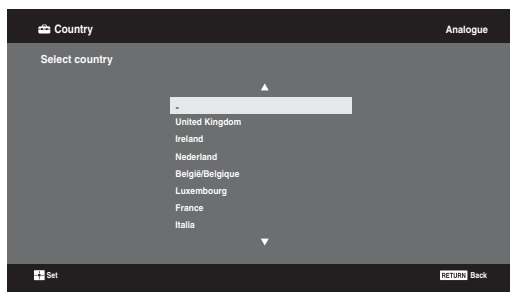 Country
Analogue
Select country
-
United Kingdom
Ireland
Nederland
België/Belgique
Luxembourg
France
Italia
Set
RETURN Back